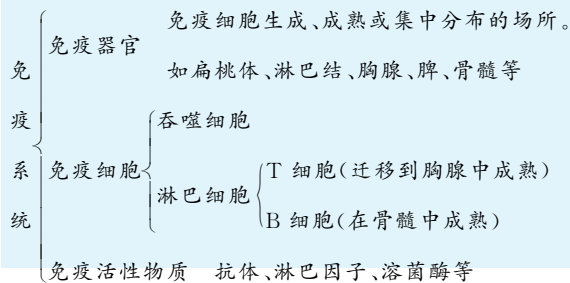 免疫系统
免疫器官
免疫细胞生成、成熟或集中分布的场所。
如扁桃体、淋巴结、胸腺、脾、骨髓等
免疫细胞
吞噬细胞
淋巴细胞
T 细胞(迁移到胸腺中成熟)
B 细胞(在骨髓中成熟)
免疫活性物质 抗体、淋巴因子、溶菌酶等